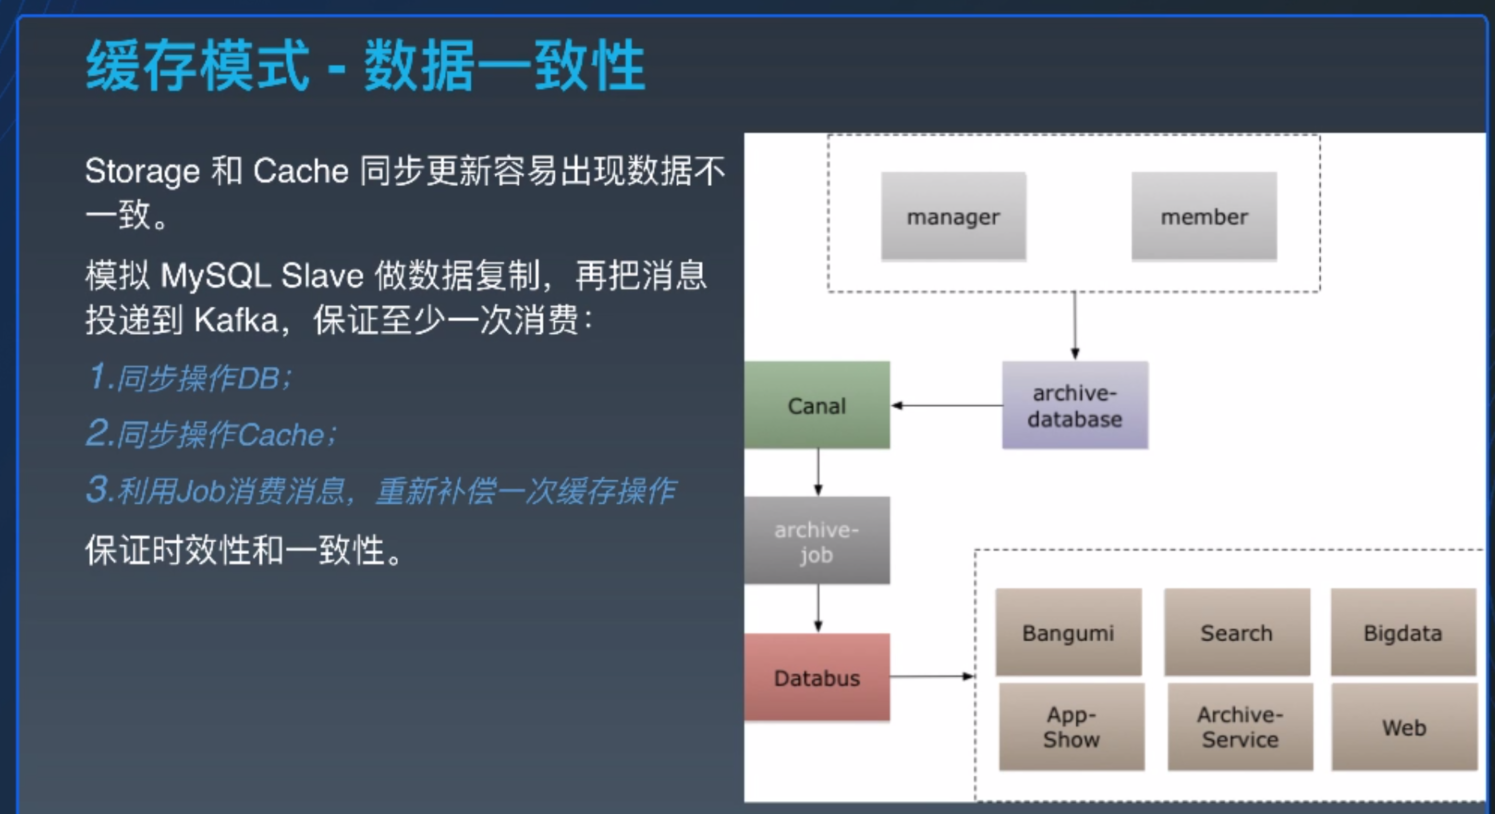 缓存模式 - 数据一致性
Storage 和 Cache 同步更新容易出现数据不
一致。
模拟 MySQL Slave 做数据复制，再把消息
投递到 Kafka，保证至少一次消费：
1.同步操作DB；
2.同步操作Cache；
3.利用Job消费消息，重新补偿一次缓存操作
保证时效性和一致性。
manager
member
Canal
archive-
database
archive-
job
Databus
Bangumi
Search
Bigdata
App-
Show
Archive-
Service
Web